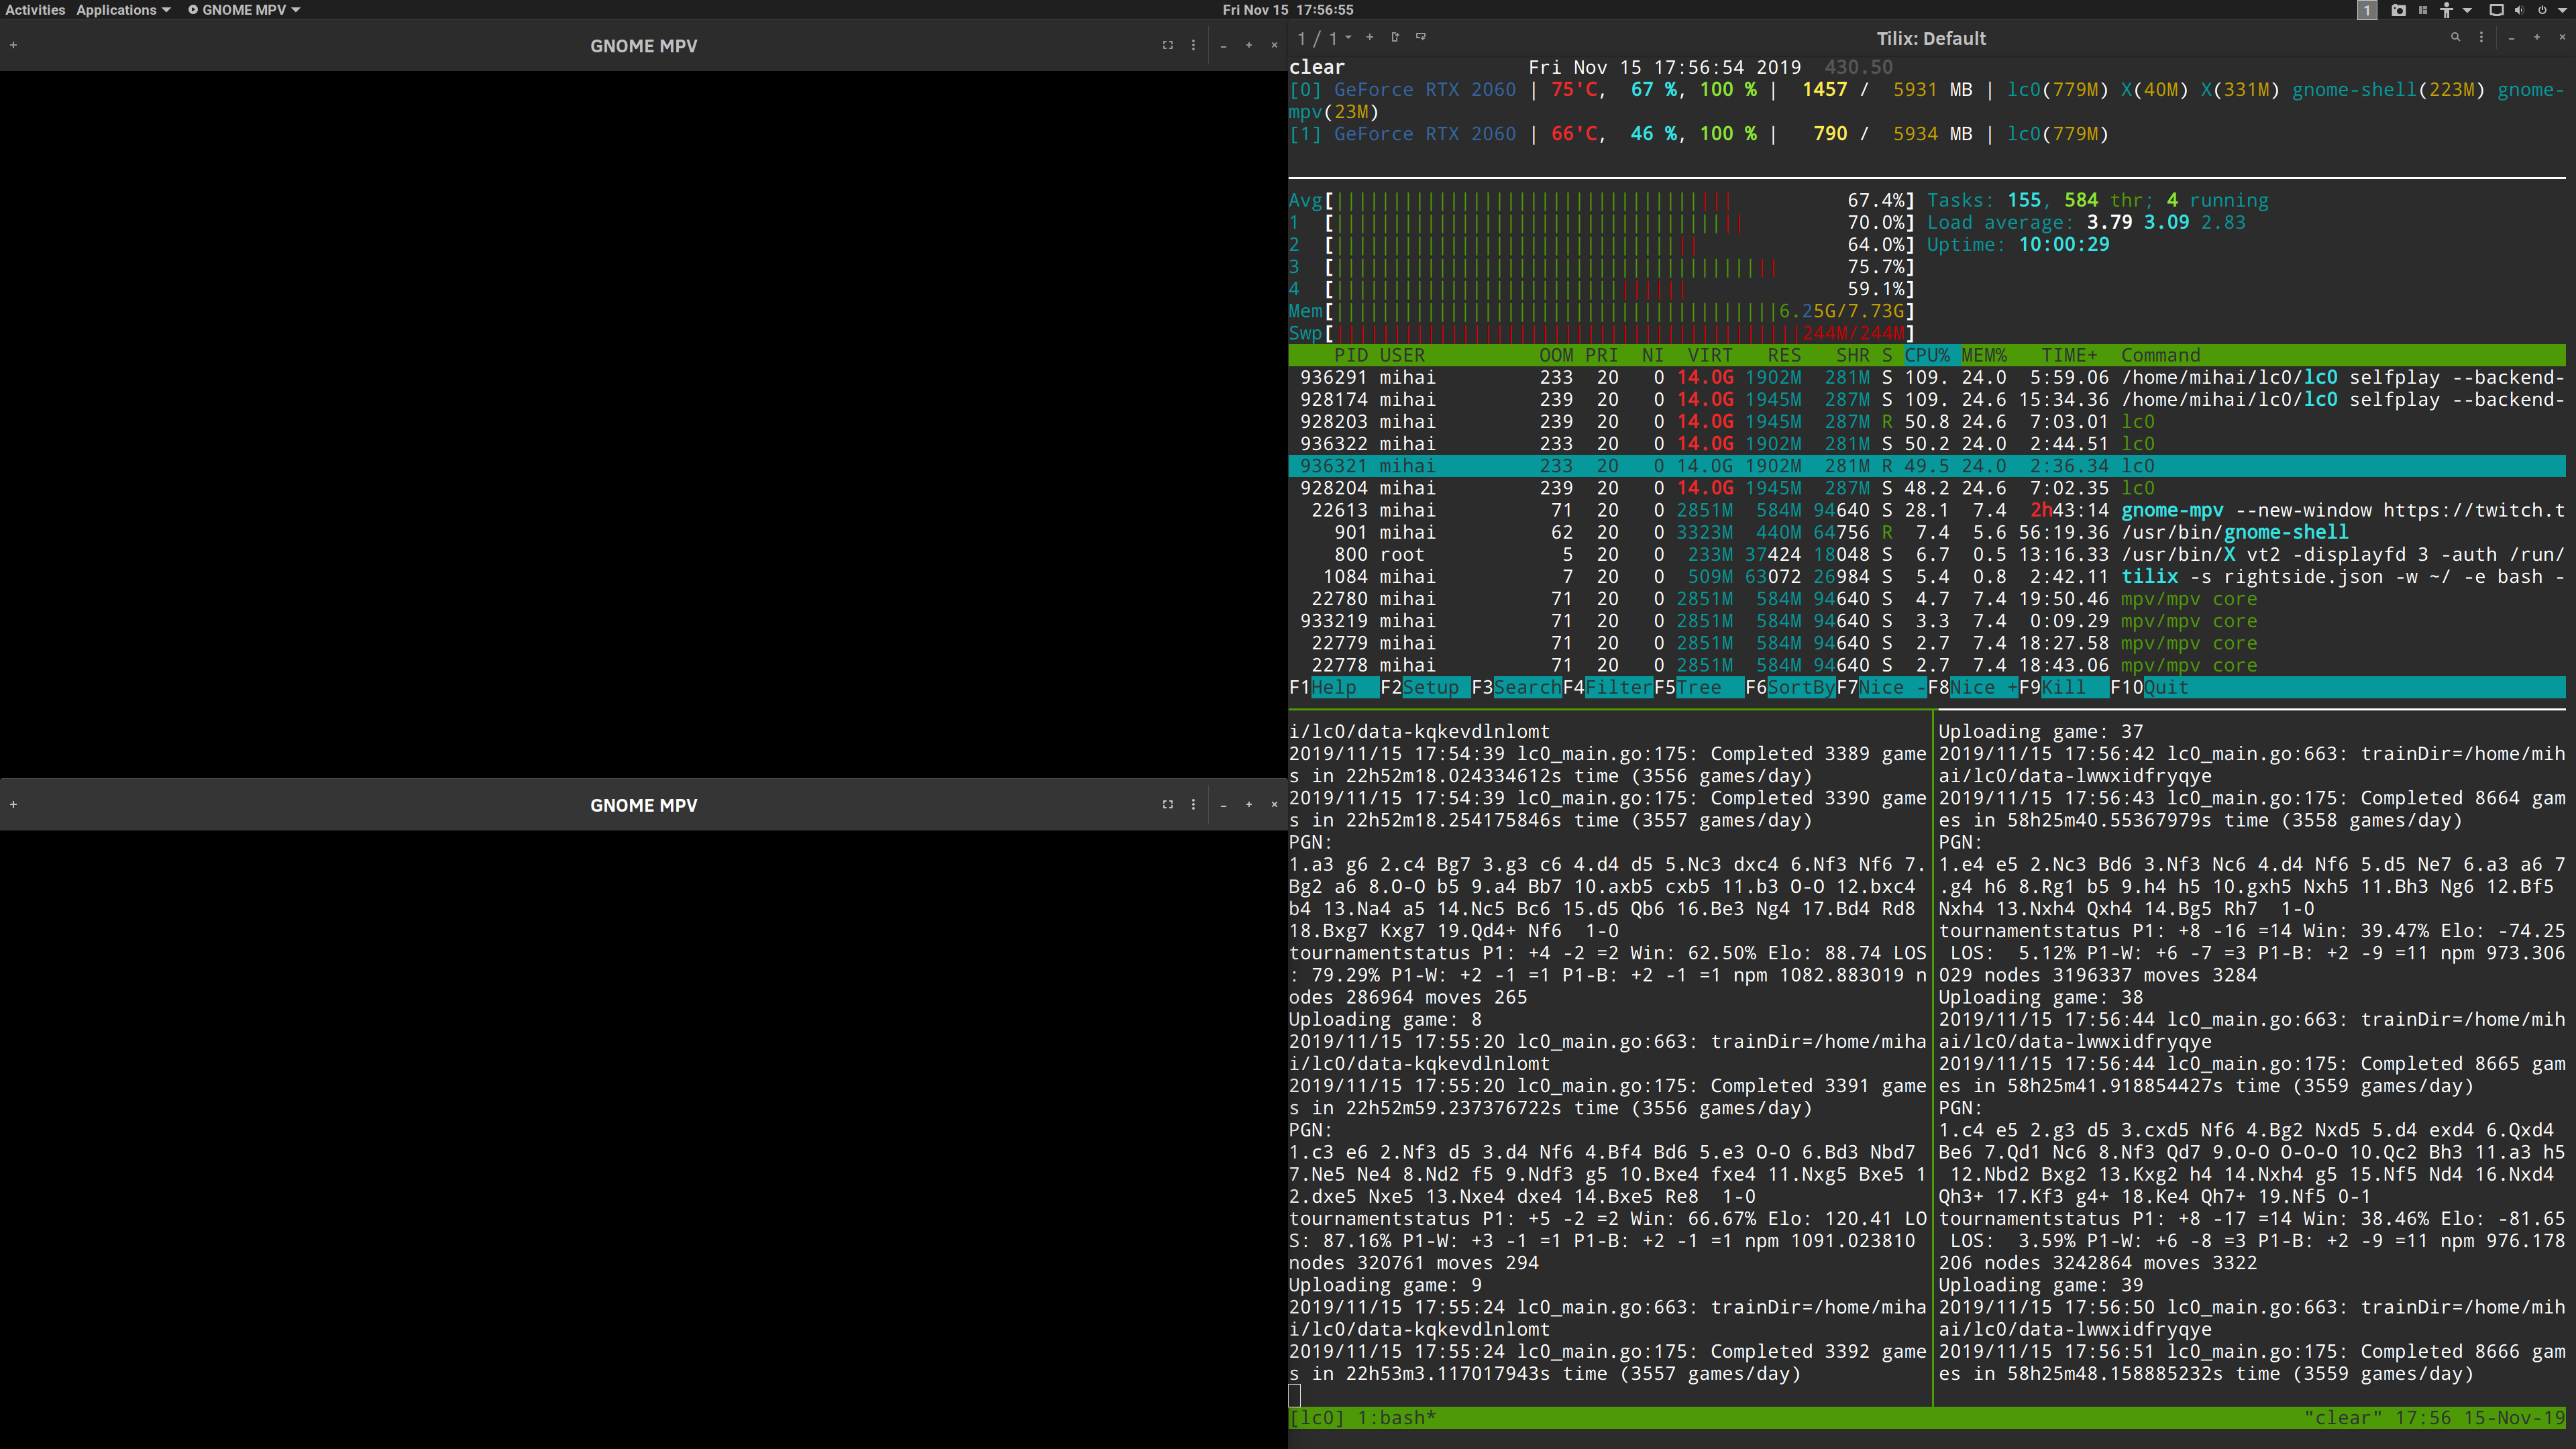 Activities Applications GNOME MPV Fri Nov 15 17:56:55 1
GNOME MPV
GNOME MPV
1 / 1 Tilix: Default
clear Fri Nov 15 17:56:54 2019 430.50
[0] GeForce RTX 2060 | 75'C, 67 %, 100 % | 1457 / 5931 MB | lc0(779M) X(40M) X(331M) gnome-shell(223M) gnome-
mpv(23M)
[1] GeForce RTX 2060 | 66'C, 46 %, 100 % | 790 / 5934 MB | lc0(779M)
Avg[ 67.4%] Tasks: 155, 584 thr; 4 running
1 [ 70.0%] Load average: 3.79 3.09 2.83
2 [ 64.0%] Uptime: 10:00:29
3 [ 75.7%]
4 [ 59.1%]
Mem[ 6.25G/7.73G]
Swp[ 244M/244M]
PID USER OOM PRI NI VIRT RES SHR S CPU% MEM% TIME+ Command
936291 mihai 233 20 0 14.0G 1902M 281M S 109. 24.0 5:59.06 /home/mihai/lc0/lc0 selfplay --backend-
928174 mihai 239 20 0 14.0G 1945M 287M S 109. 24.6 15:34.36 /home/mihai/lc0/lc0 selfplay --backend-
928203 mihai 239 20 0 14.0G 1945M 287M R 50.8 24.6 7:03.01 lc0
936322 mihai 233 20 0 14.0G 1902M 281M S 50.2 24.0 2:44.51 lc0
936321 mihai 233 20 0 14.0G 1902M 281M R 49.5 24.0 2:36.34 lc0
928204 mihai 239 20 0 14.0G 1945M 287M S 48.2 24.6 7:02.35 lc0
22613 mihai 71 20 0 2851M 584M 94640 S 28.1 7.4 2h43:14 gnome-mpv --new-window https://twitch.t
901 mihai 62 20 0 3323M 440M 64756 R 7.4 5.6 56:19.36 /usr/bin/gnome-shell
800 root 5 20 0 233M 37424 18048 S 6.7 0.5 13:16.33 /usr/bin/X vt2 -displayfd 3 -auth /run/
1084 mihai 7 20 0 509M 63072 26984 S 5.4 0.8 2:42.11 tilix -s rightside.json -w ~/ -e bash -
22780 mihai 71 20 0 2851M 584M 94640 S 4.7 7.4 19:50.46 mpv/mpv core
933219 mihai 71 20 0 2851M 584M 94640 S 3.3 7.4 0:09.29 mpv/mpv core
22779 mihai 71 20 0 2851M 584M 94640 S 2.7 7.4 18:27.58 mpv/mpv core
22778 mihai 71 20 0 2851M 584M 94640 S 2.7 7.4 18:43.06 mpv/mpv core
F1Help F2Setup F3SearchF4FilterF5Tree F6SortByF7Nice -F8Nice +F9Kill F10Quit
i/lc0/data-kqkevdlnlomt
2019/11/15 17:54:39 lc0_main.go:175: Completed 3389 game
s in 22h52m18.024334612s time (3556 games/day)
2019/11/15 17:54:39 lc0_main.go:175: Completed 3390 game
s in 22h52m18.254175846s time (3557 games/day)
PGN:
1.a3 g6 2.c4 Bg7 3.g3 c6 4.d4 d5 5.Nc3 dxc4 6.Nf3 Nf6 7.
Bg2 a6 8.O-O b5 9.a4 Bb7 10.axb5 cxb5 11.b3 O-O 12.bxc4
b4 13.Na4 a5 14.Nc5 Bc6 15.d5 Qb6 16.Be3 Ng4 17.Bd4 Rd8
18.Bxg7 Kxg7 19.Qd4+ Nf6 1-0
tournamentstatus P1: +4 -2 =2 Win: 62.50% Elo: 88.74 LOS
: 79.29% P1-W: +2 -1 =1 P1-B: +2 -1 =1 npm 1082.883019 n
odes 286964 moves 265
Uploading game: 8
2019/11/15 17:55:20 lc0_main.go:663: trainDir=/home/miha
i/lc0/data-kqkevdlnlomt
2019/11/15 17:55:20 lc0_main.go:175: Completed 3391 game
s in 22h52m59.237376722s time (3556 games/day)
PGN:
1.c3 e6 2.Nf3 d5 3.d4 Nf6 4.Bf4 Bd6 5.e3 O-O 6.Bd3 Nbd7
7.Ne5 Ne4 8.Nd2 f5 9.Ndf3 g5 10.Bxe4 fxe4 11.Nxg5 Bxe5 1
2.dxe5 Nxe5 13.Nxe4 dxe4 14.Bxe5 Re8 1-0
tournamentstatus P1: +5 -2 =2 Win: 66.67% Elo: 120.41 LO
S: 87.16% P1-W: +3 -1 =1 P1-B: +2 -1 =1 npm 1091.023810
nodes 320761 moves 294
Uploading game: 9
2019/11/15 17:55:24 lc0_main.go:663: trainDir=/home/miha
i/lc0/data-kqkevdlnlomt
2019/11/15 17:55:24 lc0_main.go:175: Completed 3392 game
s in 22h53m3.117017943s time (3557 games/day)
Uploading game: 37
2019/11/15 17:56:42 lc0_main.go:663: trainDir=/home/mih
ai/lc0/data-lwwxidfryqye
2019/11/15 17:56:43 lc0_main.go:175: Completed 8664 gam
es in 58h25m40.55367979s time (3558 games/day)
PGN:
1.e4 e5 2.Nc3 Bd6 3.Nf3 Nc6 4.d4 Nf6 5.d5 Ne7 6.a3 a6 7
.g4 h6 8.Rg1 b5 9.h4 h5 10.gxh5 Nxh5 11.Bh3 Ng6 12.Bf5
Nxh4 13.Nxh4 Qxh4 14.Bg5 Rh7 1-0
tournamentstatus P1: +8 -16 =14 Win: 39.47% Elo: -74.25
LOS: 5.12% P1-W: +6 -7 =3 P1-B: +2 -9 =11 npm 973.306
029 nodes 3196337 moves 3284
Uploading game: 38
2019/11/15 17:56:44 lc0_main.go:663: trainDir=/home/mih
ai/lc0/data-lwwxidfryqye
2019/11/15 17:56:44 lc0_main.go:175: Completed 8665 gam
es in 58h25m41.918854427s time (3559 games/day)
PGN:
1.c4 e5 2.g3 d5 3.cxd5 Nf6 4.Bg2 Nxd5 5.d4 exd4 6.Qxd4
Be6 7.Qd1 Nc6 8.Nf3 Qd7 9.O-O O-O-O 10.Qc2 Bh3 11.a3 h5
12.Nbd2 Bxg2 13.Kxg2 h4 14.Nxh4 g5 15.Nf5 Nd4 16.Nxd4
Qh3+ 17.Kf3 g4+ 18.Ke4 Qh7+ 19.Nf5 0-1
tournamentstatus P1: +8 -17 =14 Win: 38.46% Elo: -81.65
LOS: 3.59% P1-W: +6 -8 =3 P1-B: +2 -9 =11 npm 976.178
206 nodes 3242864 moves 3322
Uploading game: 39
2019/11/15 17:56:50 lc0_main.go:663: trainDir=/home/mih
ai/lc0/data-lwwxidfryqye
2019/11/15 17:56:51 lc0_main.go:175: Completed 8666 gam
es in 58h25m48.158885232s time (3559 games/day)
[lc0] 1:bash* "clear" 17:56 15-Nov-19